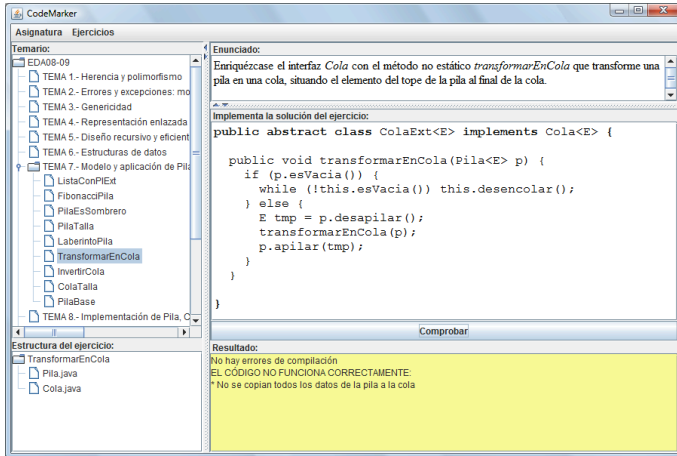 CodeMarker
Asignatura Ejercicios
Temario:
EDA08-09
TEMA 1.- Herencia y polimorfismo
TEMA 2.- Errores y excepciones: mo
TEMA 3.- Genericidad
TEMA 4.- Representación enlazada
TEMA 5.- Diseño recursivo y eficient
TEMA 6.- Estructuras de datos
TEMA 7.- Modelo y aplicación de Pila
ListaConPIExt
FibonacciPila
PilaEsSombrero
PilaTalla
LaberintoPila
TransformarEnCola
InvertirCola
ColaTalla
PilaBase
TEMA 8.- Implementación de Pila, C
Estructura del ejercicio:
TransformarEnCola
Pila.java
Cola.java
Enunciado:
Enriquézcase el interfaz Cola con el método no estático transformarEnCola que transforme una
pila en una cola, situando el elemento del tope de la pila al final de la cola.
Implementa la solución del ejercicio:
public abstract class ColaExt<E> implements Cola<E> {
public void transformarEnCola(Pila<E> p) {
if (p.esVacia()) {
while (!this.esVacia()) this.desencolar();
} else {
E tmp = p.desapilar();
transformarEnCola(p);
p.apilar(tmp);
}
}
}
Comprobar
Resultado:
No hay errores de compilación
EL CÓDIGO NO FUNCIONA CORRECTAMENTE:
* No se copian todos los datos de la pila a la cola